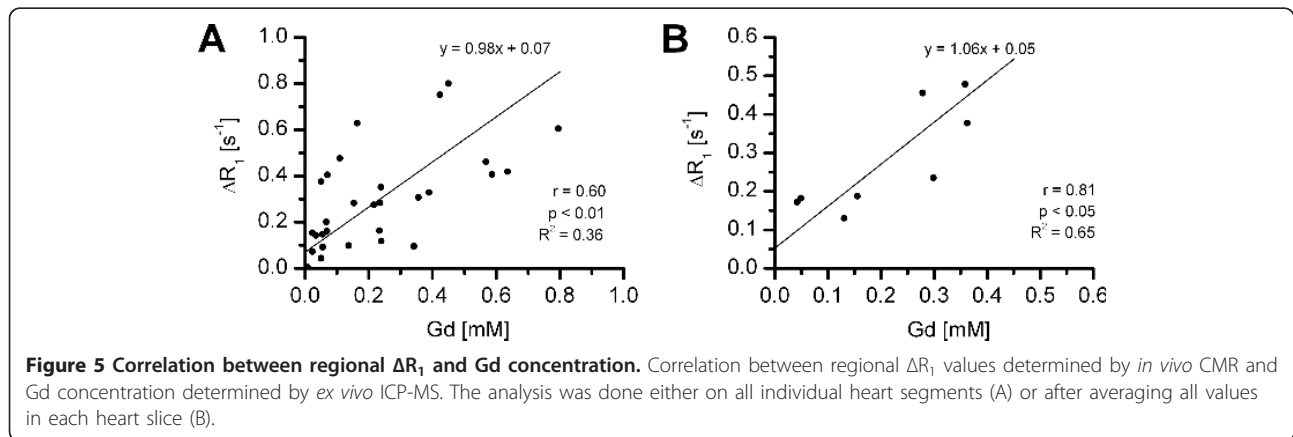 A
B
y = 0.98x + 0.07
y = 1.06x + 0.05
1.0
0.8
0.6
0.4
0.2
0.0
ΔR₁ [s⁻¹]
r = 0.60
p < 0.01
R² = 0.36
0.0 0.2 0.4 0.6 0.8 1.0
Gd [mM]
0.6
0.5
0.4
0.3
0.2
0.1
0.0
ΔR₁ [s⁻¹]
r = 0.81
p < 0.05
R² = 0.65
0.0 0.1 0.2 0.3 0.4 0.5 0.6
Gd [mM]
Figure 5 Correlation between regional ΔR₁ and Gd concentration. Correlation between regional ΔR₁ values determined by in vivo CMR and
Gd concentration determined by ex vivo ICP-MS. The analysis was done either on all individual heart segments (A) or after averaging all values
in each heart slice (B).